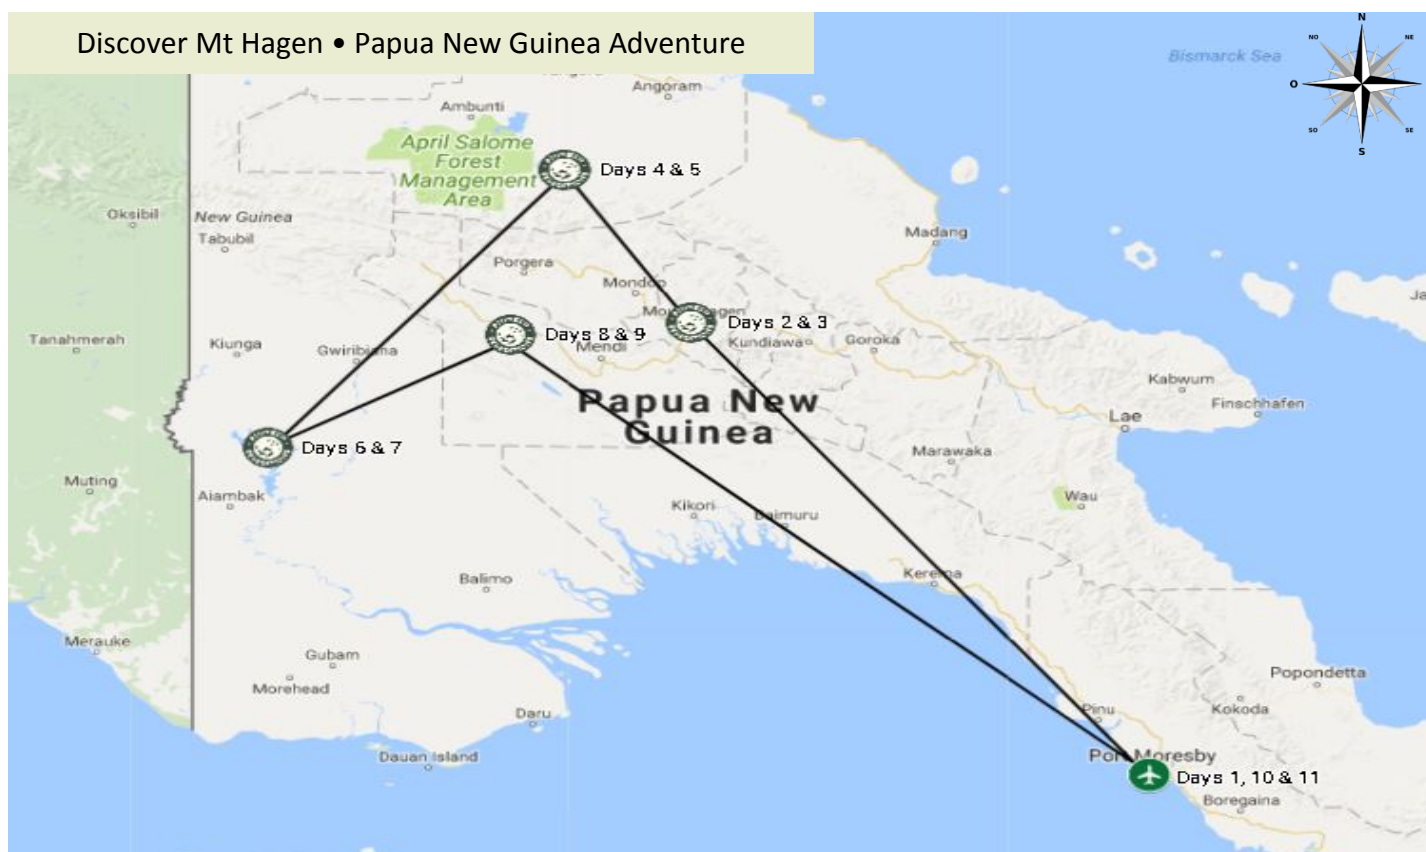 Discover Mt Hagen • Papua New Guinea Adventure
N
NO
NE
O
SO
SE
S
Bismarck Sea
Angoram
Ambunti
April Salome
Forest
Management
Area
Days 4 & 5
Oksibil
New Guinea
Tabubil
Madang
Porgera
Days 2 & 3
Days 8 & 9
Tanahmerah
Kiunga
Mendi
Kundiawa
Goroka
Kabwum
Finschhafen
Papua New
Guinea
Lae
Days 6 & 7
Marawaka
Muting
Aiambak
Wau
Kikori
Baimuru
Balimo
Kerema
Merauke
Gubam
Morehead
Popondetta
Daru
Pinu
Kokoda
Dauan Island
Port Moresby
Days 1, 10 & 11
Boregaina